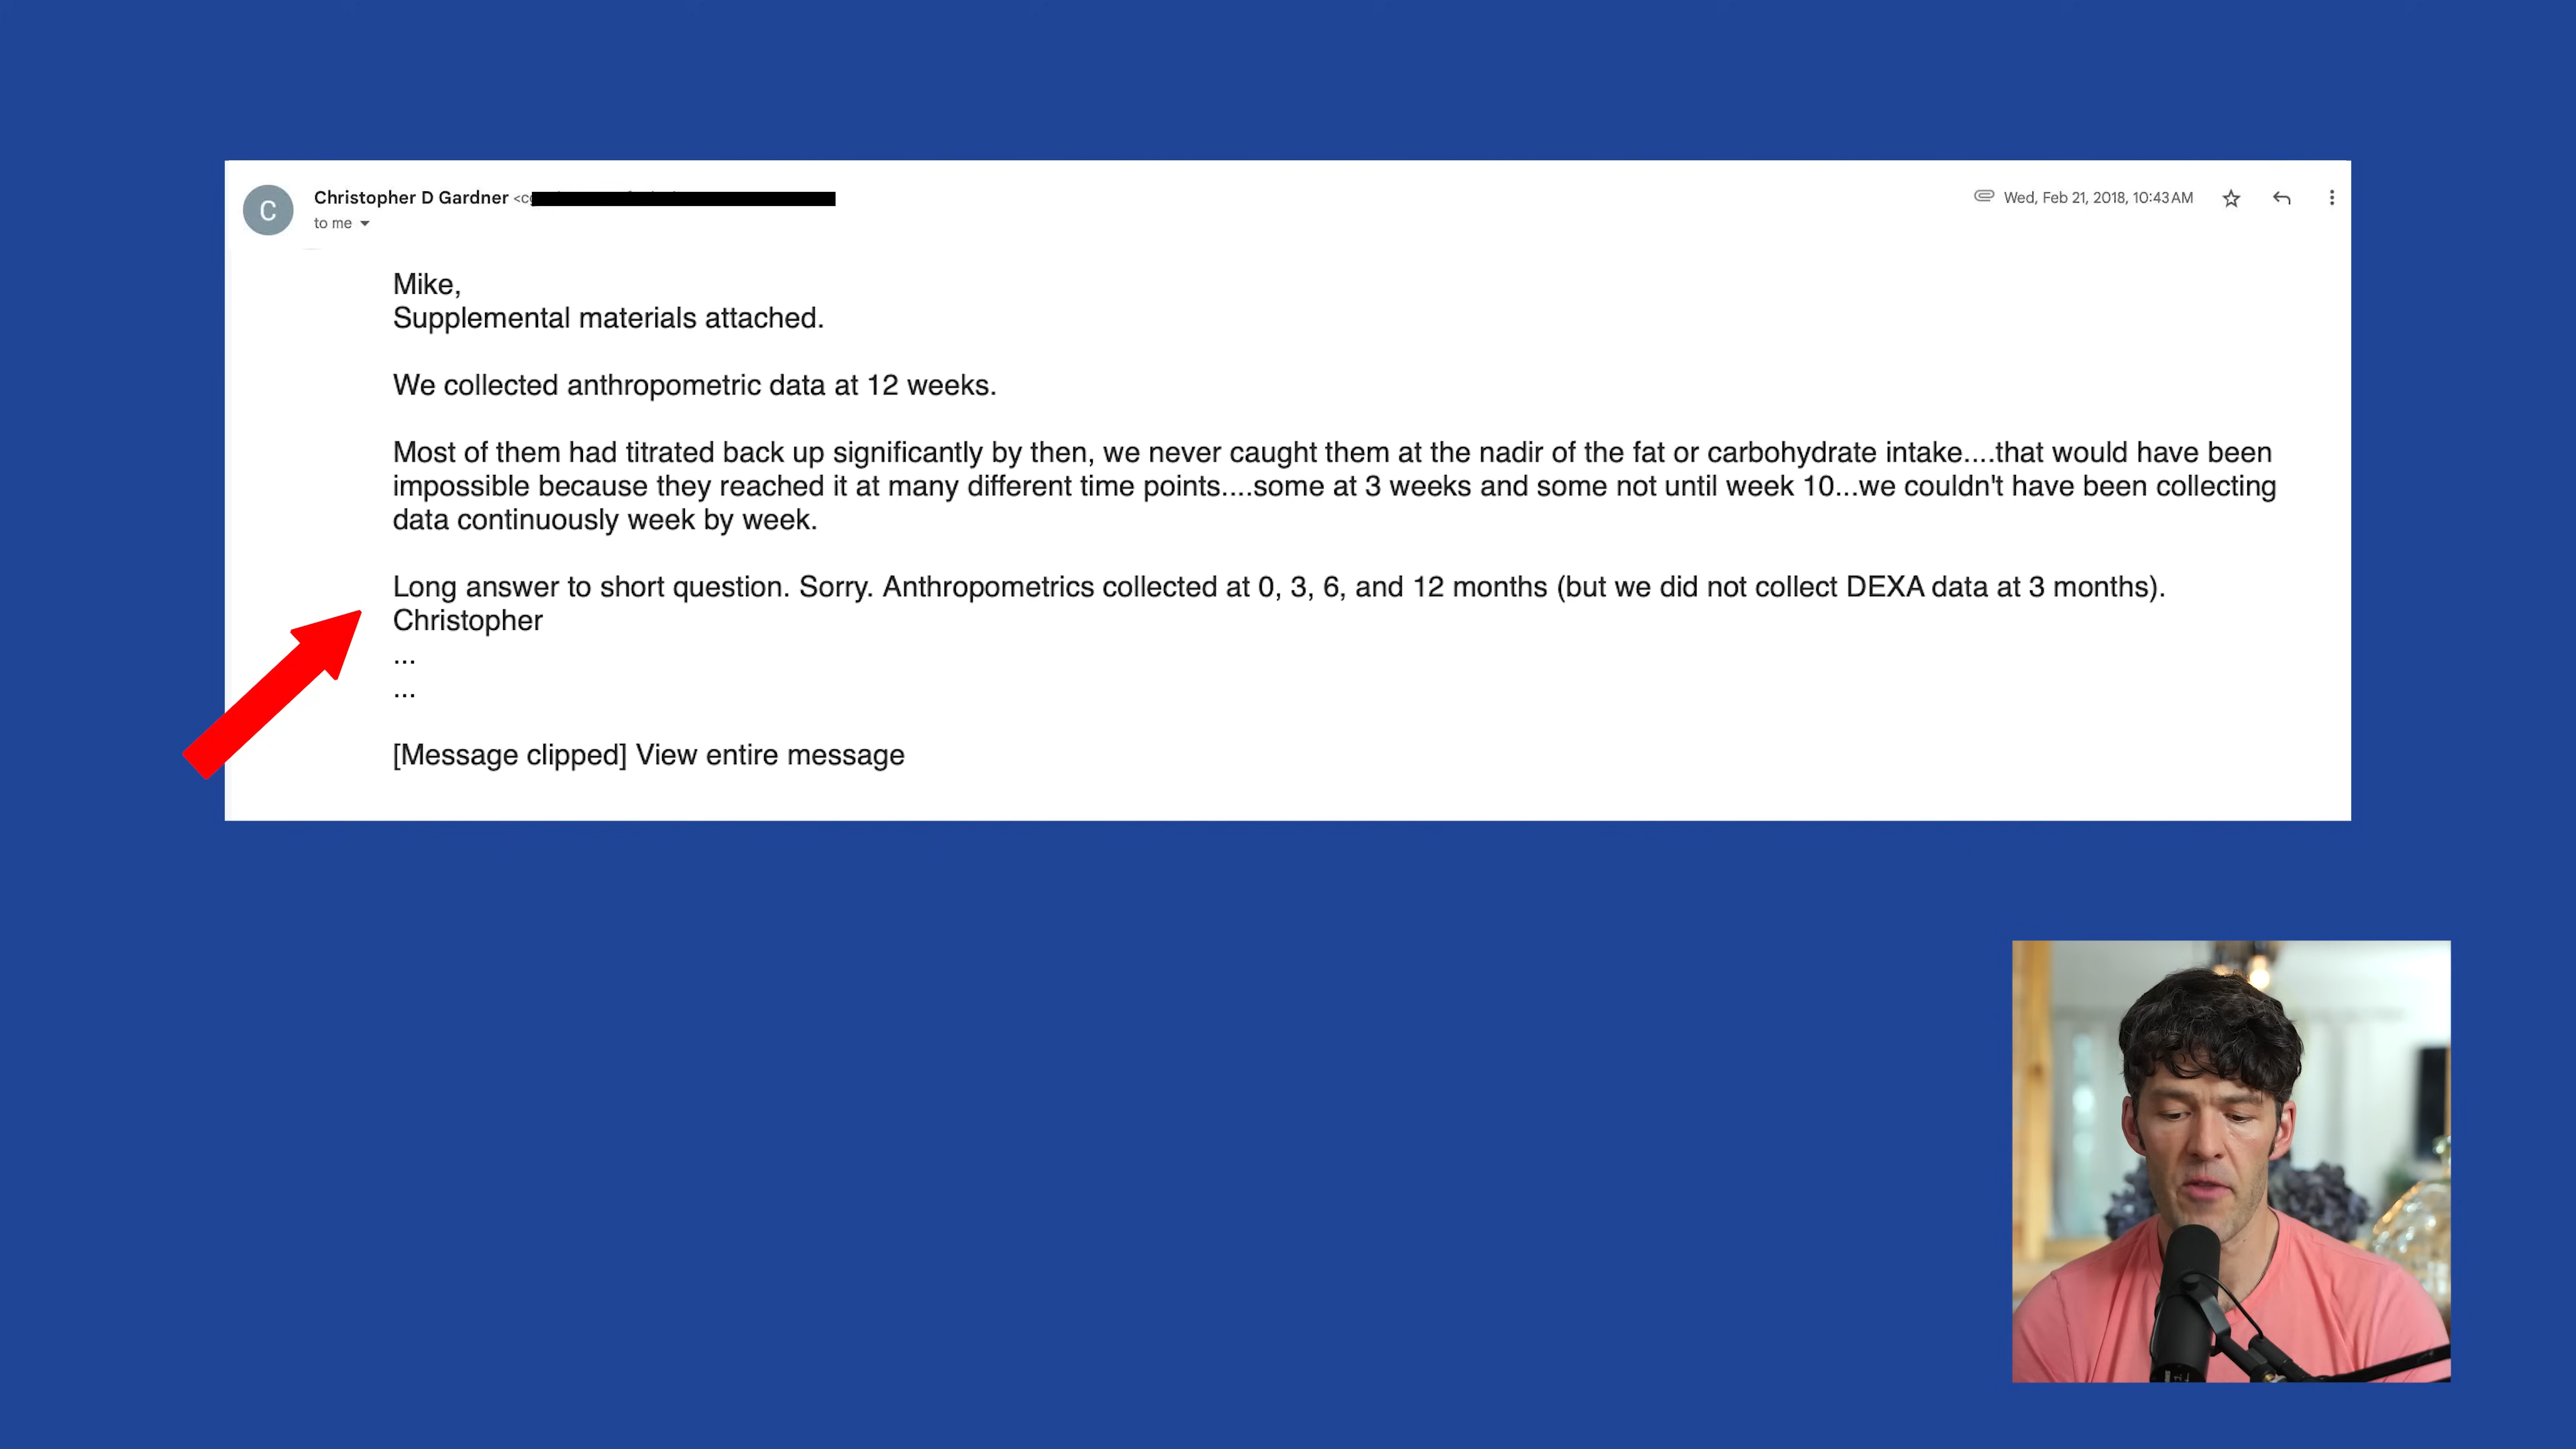 C
Christopher D Gardner
Wed, Feb 21, 2018, 10:43 AM
to me
Mike,
Supplemental materials attached.
We collected anthropometric data at 12 weeks.
Most of them had titrated back up significantly by then, we never caught them at the nadir of the fat or carbohydrate intake....that would have been
impossible because they reached it at many different time points....some at 3 weeks and some not until week 10...we couldn't have been collecting
data continuously week by week.
Long answer to short question. Sorry. Anthropometrics collected at 0, 3, 6, and 12 months (but we did not collect DEXA data at 3 months).
Christopher
...
...
[Message clipped] View entire message